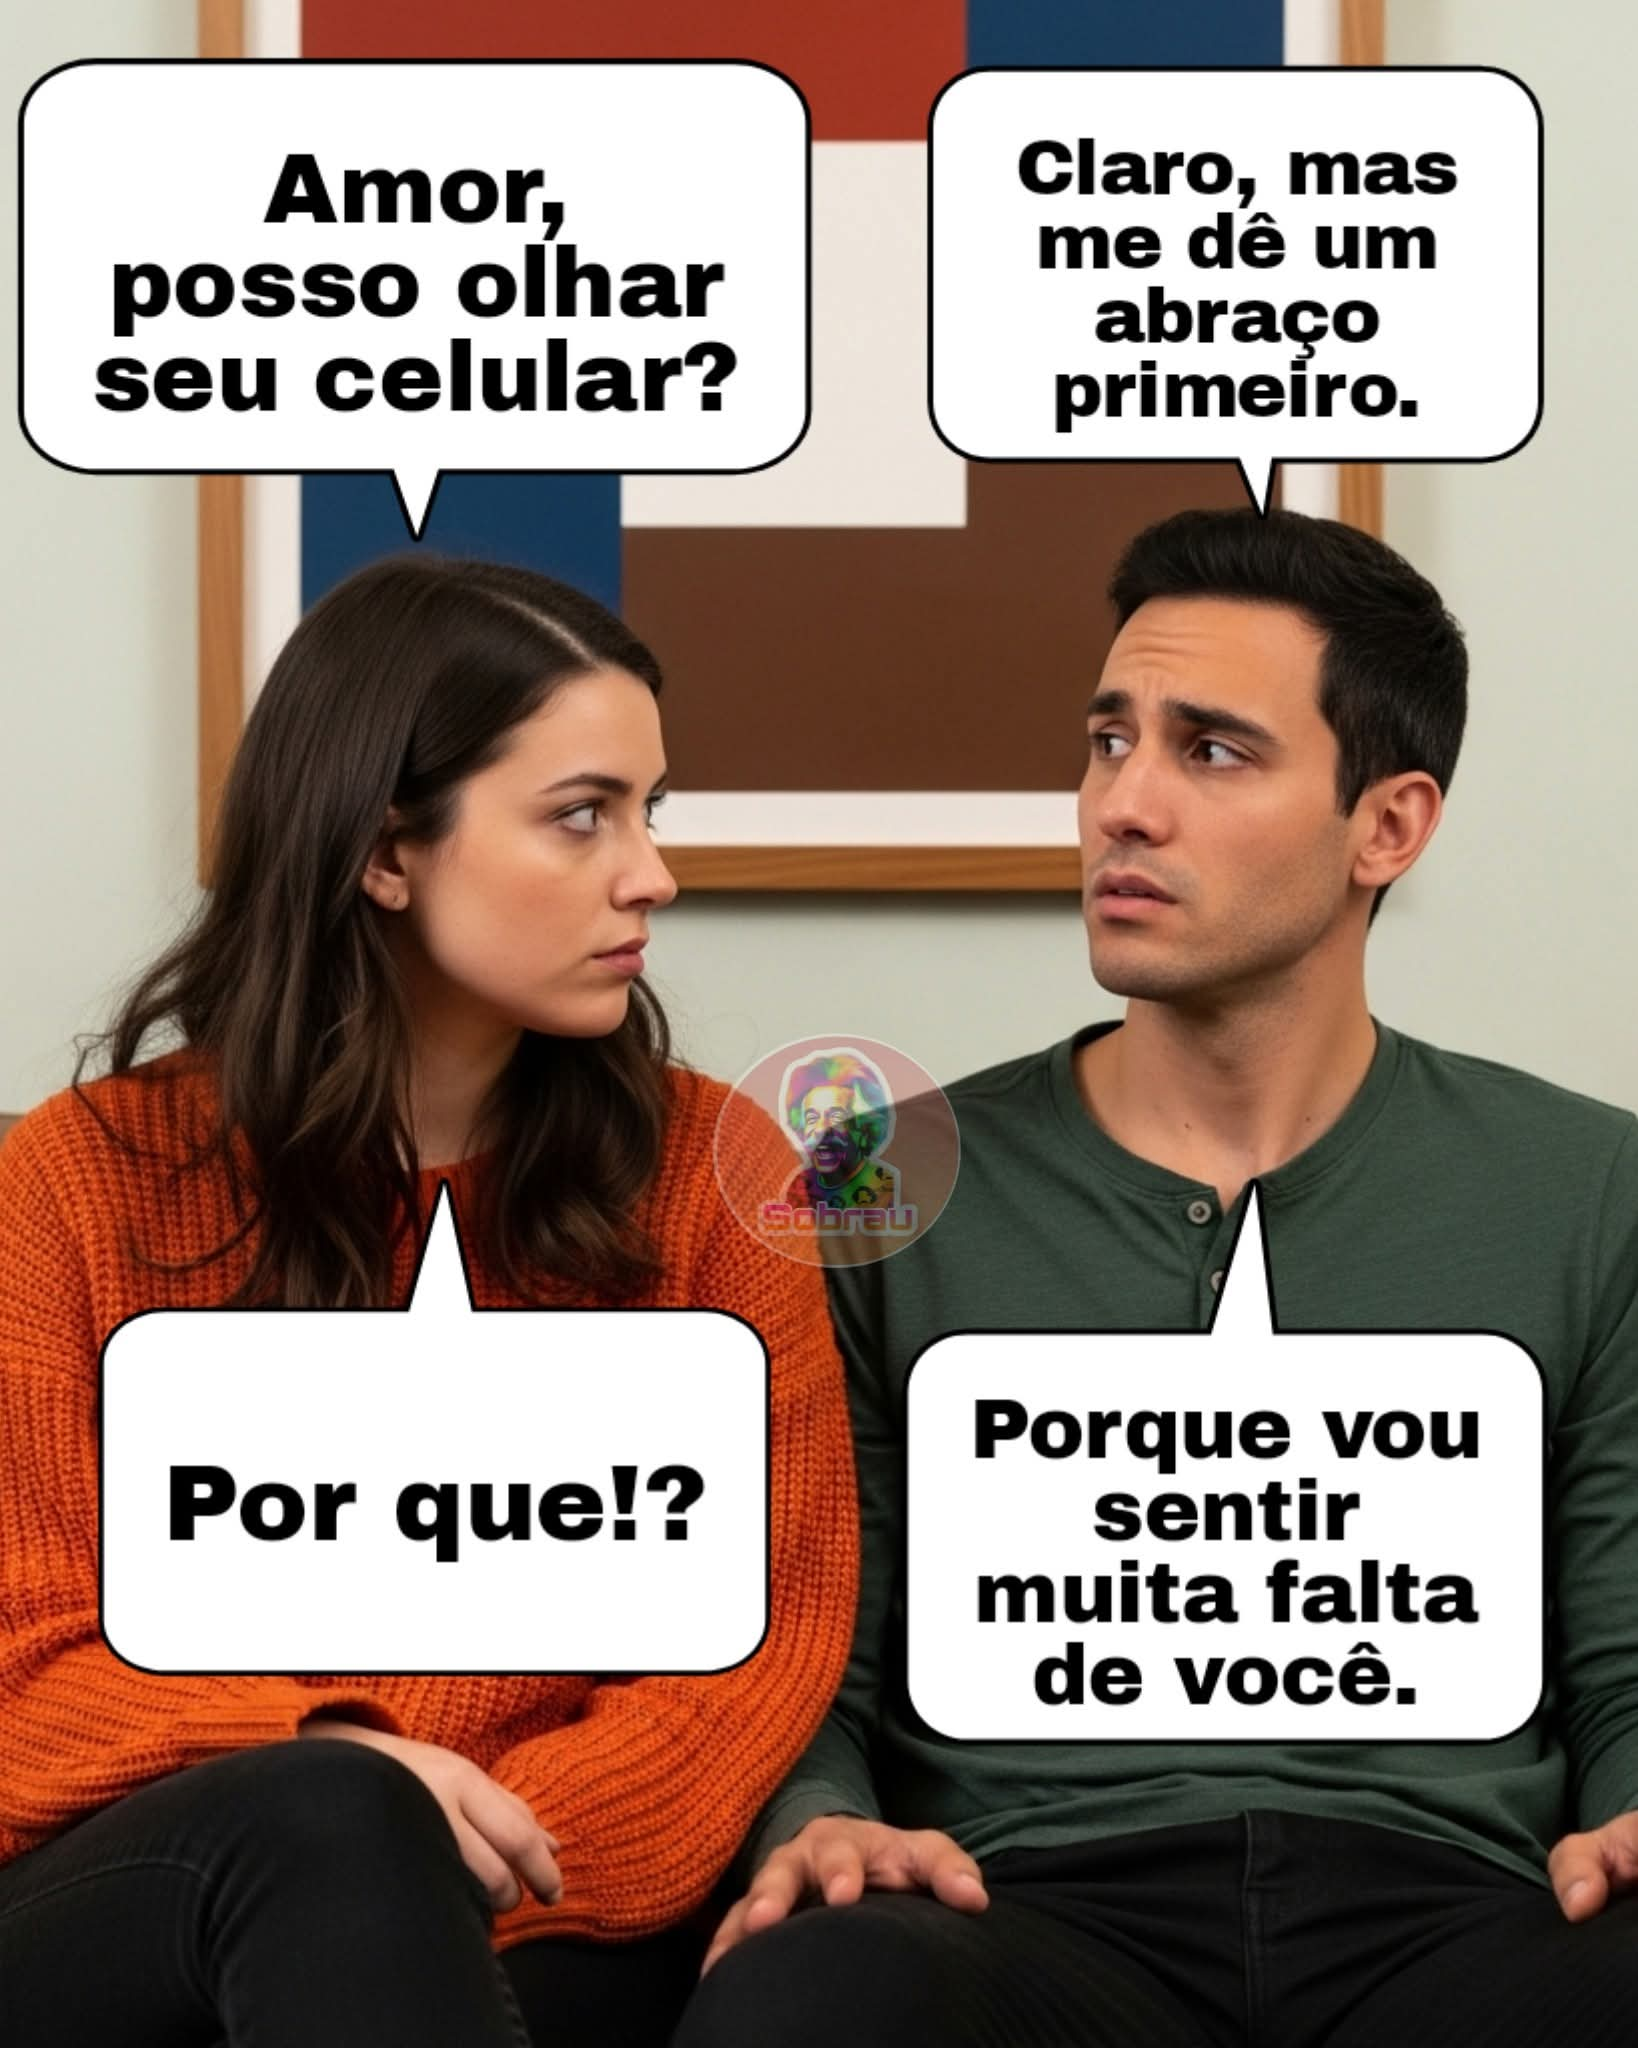 Amor,
posso olhar
seu celular?
Claro, mas
me dê um
abraço
primeiro.
Sobrau
Por que!?
Porque vou
sentir
muita falta
de você.